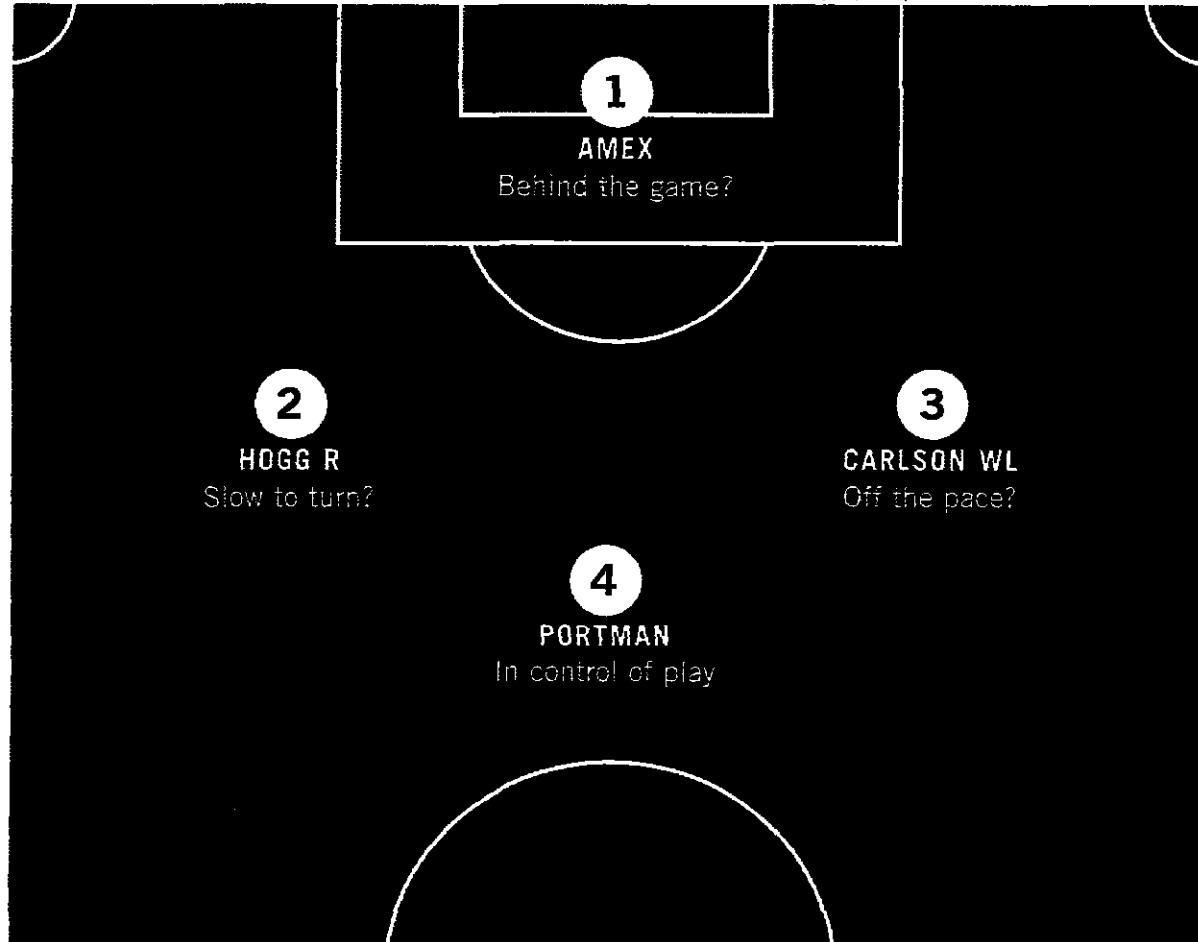 1
AMEX
Behind the game?
2
HOGG R
Slow to turn?
3
CARLSON WL
Off the pace?
4
PORTMAN
In control of play